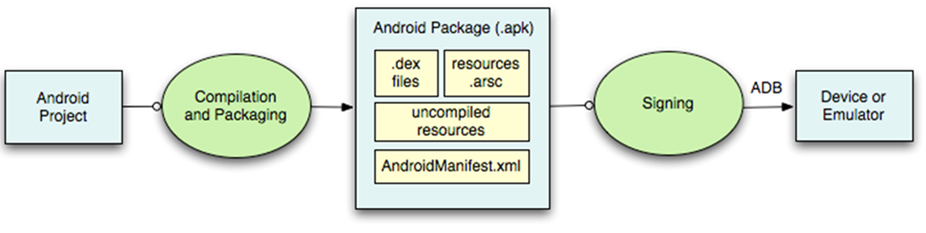 Android
Project
Compilation
and Packaging
Android Package (.apk)
.dex
files
resources
.arsc
uncompiled
resources
AndroidManifest.xml
Signing
ADB
Device or
Emulator